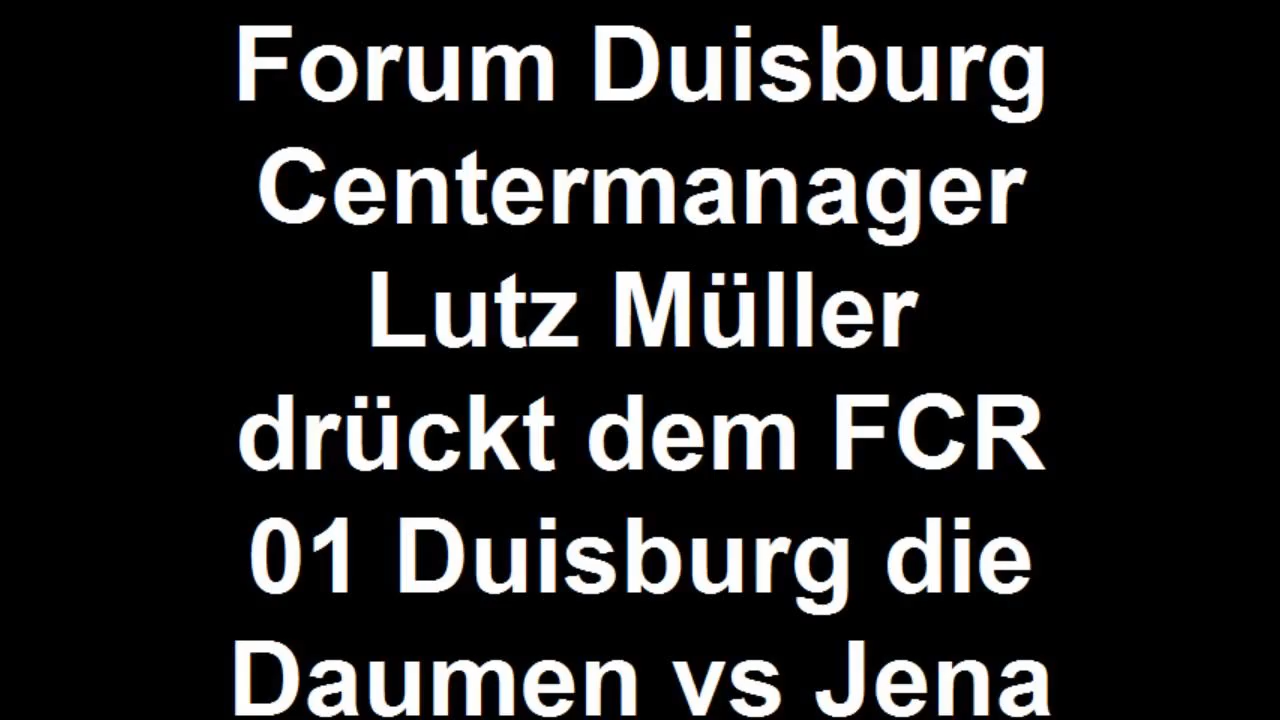 Forum Duisburg
Centermanager
Lutz Müller
drückt dem FCR
01 Duisburg die
Daumen vs Jena